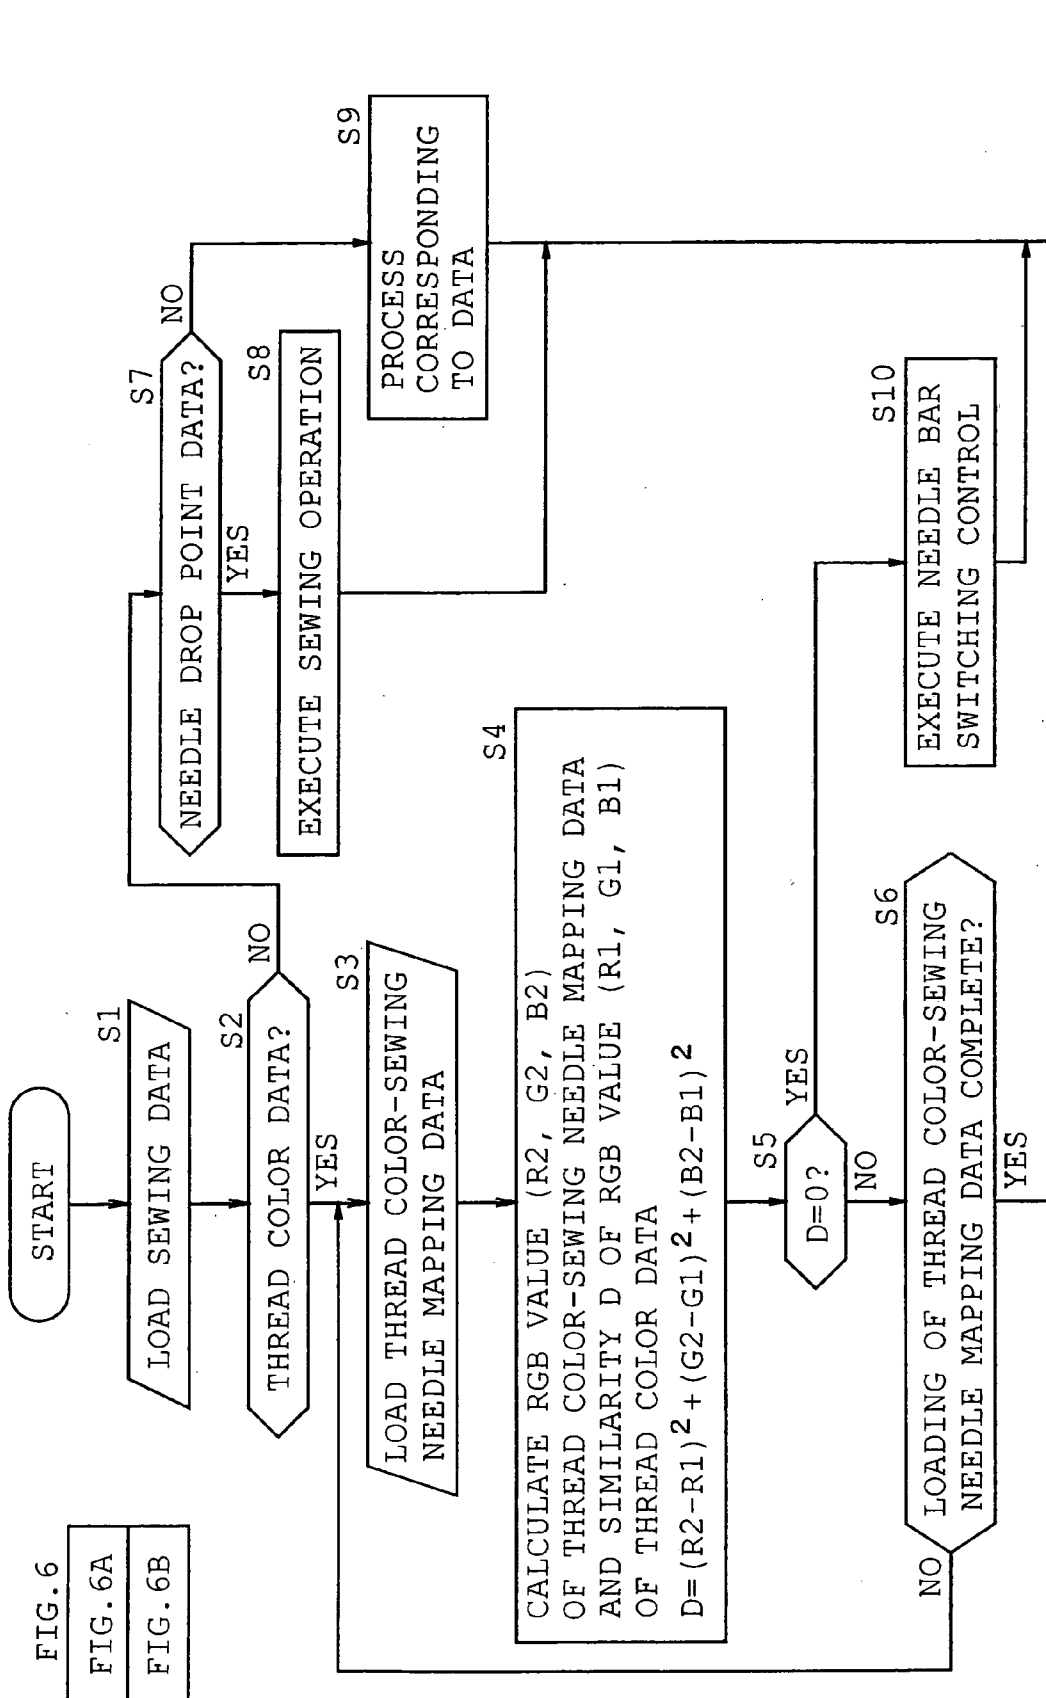 FIG.6
FIG.6A
FIG.6B
START
S1
LOAD SEWING DATA
S2
THREAD COLOR DATA?
NO
YES
S3
LOAD THREAD COLOR-SEWING
NEEDLE MAPPING DATA
S4
CALCULATE RGB VALUE (R2, G2, B2)
OF THREAD COLOR-SEWING NEEDLE MAPPING DATA
AND SIMILARITY D OF RGB VALUE (R1, G1, B1)
OF THREAD COLOR DATA
D=(R2-R1)²+(G2-G1)²+(B2-B1)²
S5
D=0?
YES
NO
S6
LOADING OF THREAD COLOR-SEWING
NEEDLE MAPPING DATA COMPLETE?
NO
YES
S7
NEEDLE DROP POINT DATA?
NO
YES
S8
EXECUTE SEWING OPERATION
S9
PROCESS
CORRESPONDING
TO DATA
S10
EXECUTE NEEDLE BAR
SWITCHING CONTROL